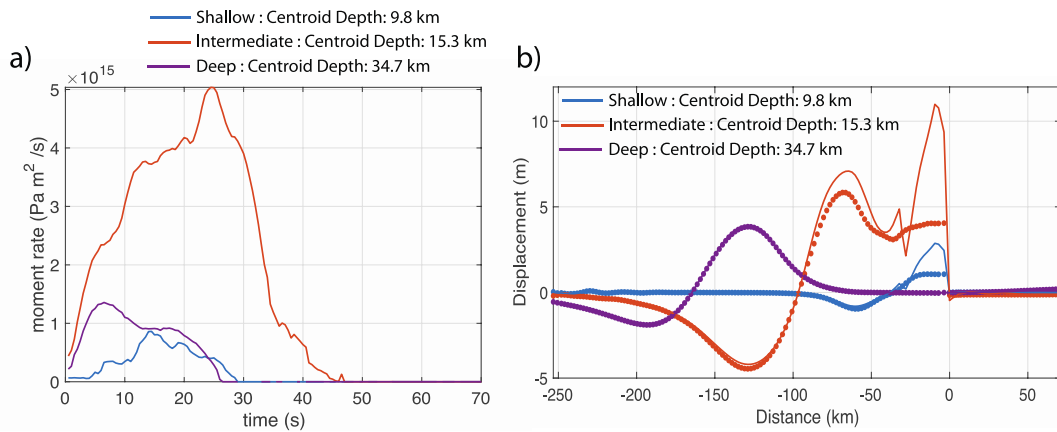 Shallow : Centroid Depth: 9.8 km
Intermediate : Centroid Depth: 15.3 km
Deep : Centroid Depth: 34.7 km
a)
×10^15
5
4
3
2
1
0
moment rate (Pa m² /s)
0 10 20 30 40 50 60 70
time (s)
b)
Shallow : Centroid Depth: 9.8 km
Intermediate : Centroid Depth: 15.3 km
Deep : Centroid Depth: 34.7 km
10
5
0
-5
Displacement (m)
-250 -200 -150 -100 -50 0 50
Distance (km)